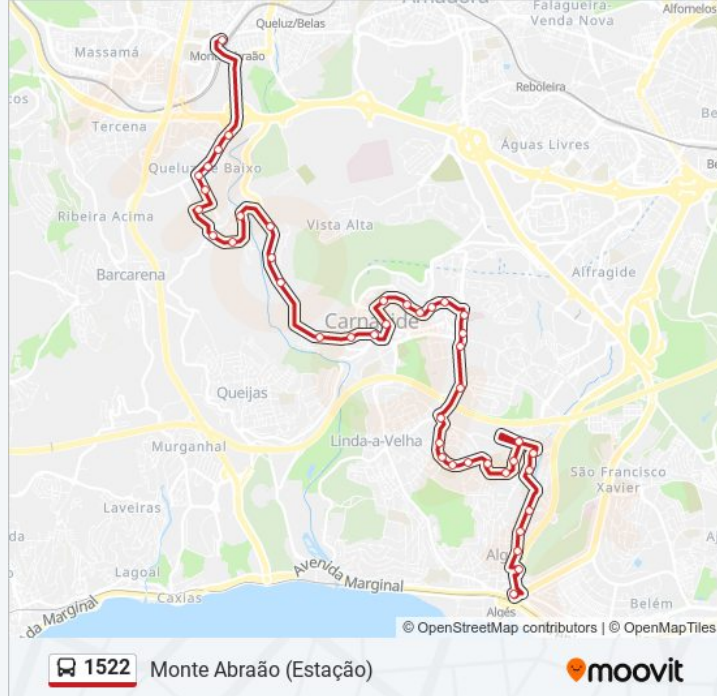 Amadora
Alfornelos
Queluz/Belas
Falagueira-
Venda Nova
Massamá
Monte Abraão
Reboleira
Tercena
Águas Livres
Queluz de Baixo
Ribeira Acima
Vista Alta
Barcarena
Alfragide
Carnaxide
Queijas
Linda-a-Velha
Murganhal
São Francisco
Xavier
Laveiras
Algés
Lagoal
Avenida Marginal
Caxias
Belém
da Marginal
Algés
© OpenStreetMap contributors | © OpenMapTiles
1522 Monte Abraão (Estação)
moovit